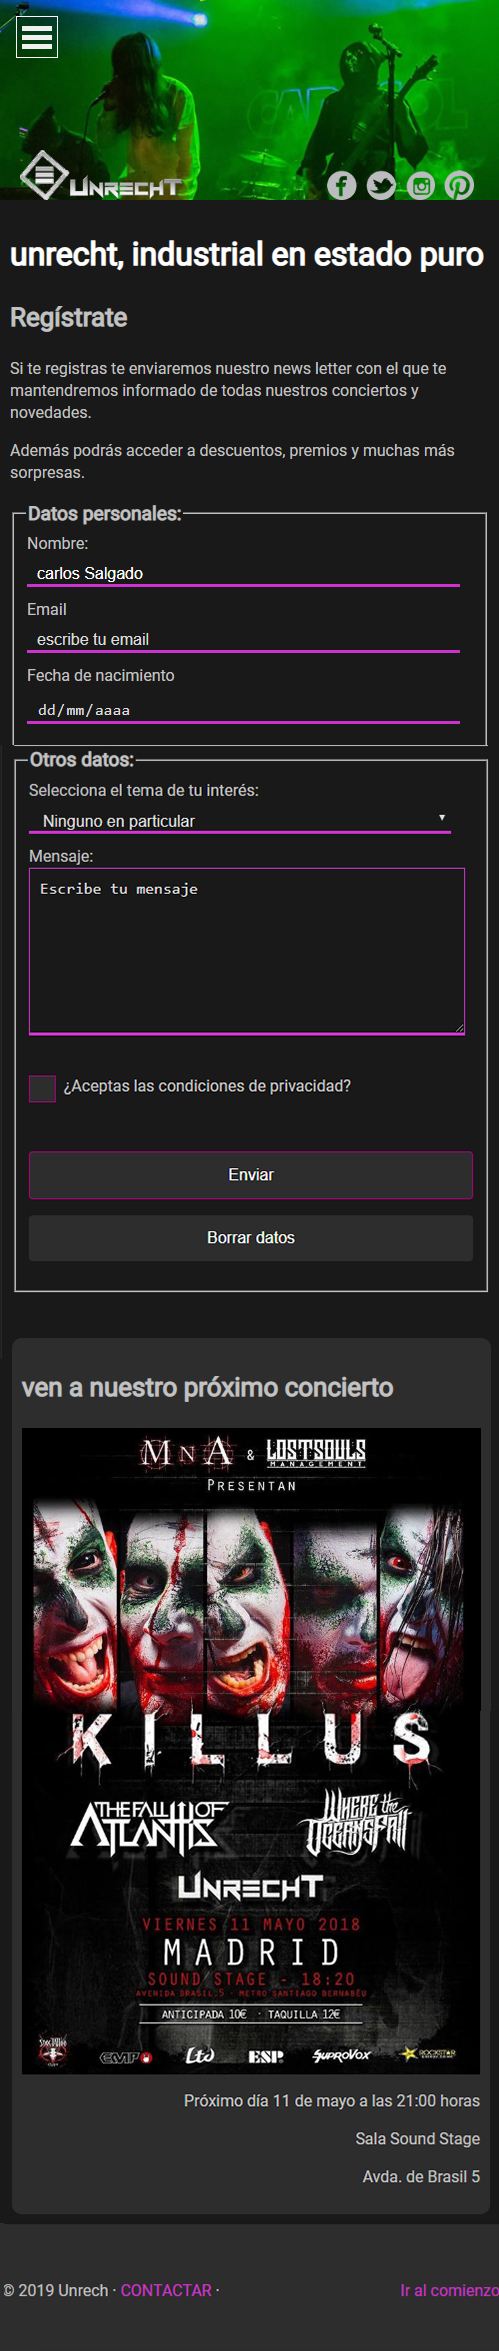 CAPITOL
UNRECHT
unrecht, industrial en estado puro
Regístrate
Si te registras te enviaremos nuestro news letter con el que te
mantendremos informado de todas nuestros conciertos y
novedades.
Además podrás acceder a descuentos, premios y muchas más
sorpresas.
Datos personales:
Nombre:
carlos Salgado
Email
escribe tu email
Fecha de nacimiento
dd/mm/aaaa
Otros datos:
Selecciona el tema de tu interés:
Ninguno en particular
Mensaje:
Escribe tu mensaje
¿Aceptas las condiciones de privacidad?
Enviar
Borrar datos
ven a nuestro próximo concierto
MNA & LOSTSOULS
MANAGEMENT
PRESENTAN
KILLUS
THE FALL OF
ATLANTIS
WHERE the
OCEANS FALL
UNRECHT
VIERNES 11 MAYO 2018
MADRID
SOUND STAGE - 18:20
AVENIDA BRASIL 5 · METRO SANTIAGO BERNABÉU
ANTICIPADA 10€ · TAQUILLA 12€
EMP
Ltd
ESP
SUPROVOX
ROCKSTAR
Próximo día 11 de mayo a las 21:00 horas
Sala Sound Stage
Avda. de Brasil 5
© 2019 Unrech · CONTACTAR ·
Ir al comienzo